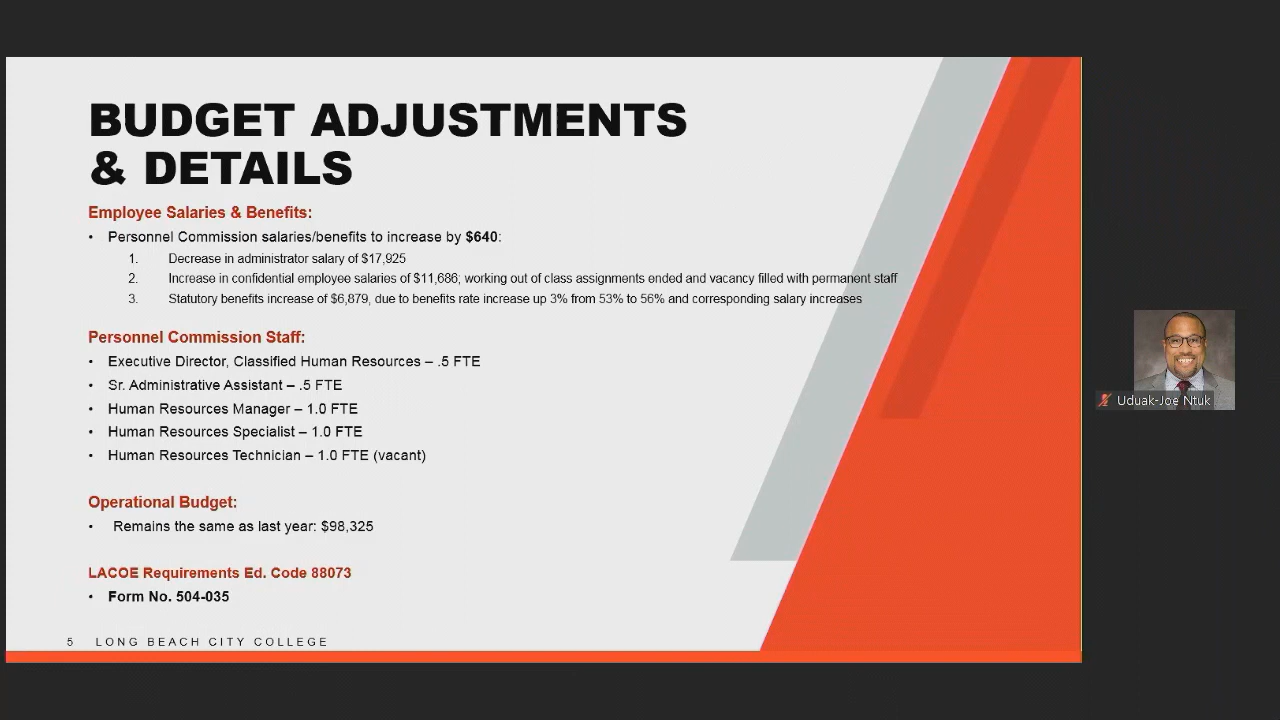 BUDGET ADJUSTMENTS
& DETAILS
Employee Salaries & Benefits:
• Personnel Commission salaries/benefits to increase by $640:
1. Decrease in administrator salary of $17,925
2. Increase in confidential employee salaries of $11,686; working out of class assignments ended and vacancy filled with permanent staff
3. Statutory benefits increase of $6,879, due to benefits rate increase up 3% from 53% to 56% and corresponding salary increases
Personnel Commission Staff:
• Executive Director, Classified Human Resources – .5 FTE
• Sr. Administrative Assistant – .5 FTE
• Human Resources Manager – 1.0 FTE
• Human Resources Specialist – 1.0 FTE
• Human Resources Technician – 1.0 FTE (vacant)
Operational Budget:
• Remains the same as last year: $98,325
LACOE Requirements Ed. Code 88073
• Form No. 504-035
5 LONG BEACH CITY COLLEGE
Uduak-Joe Ntuk